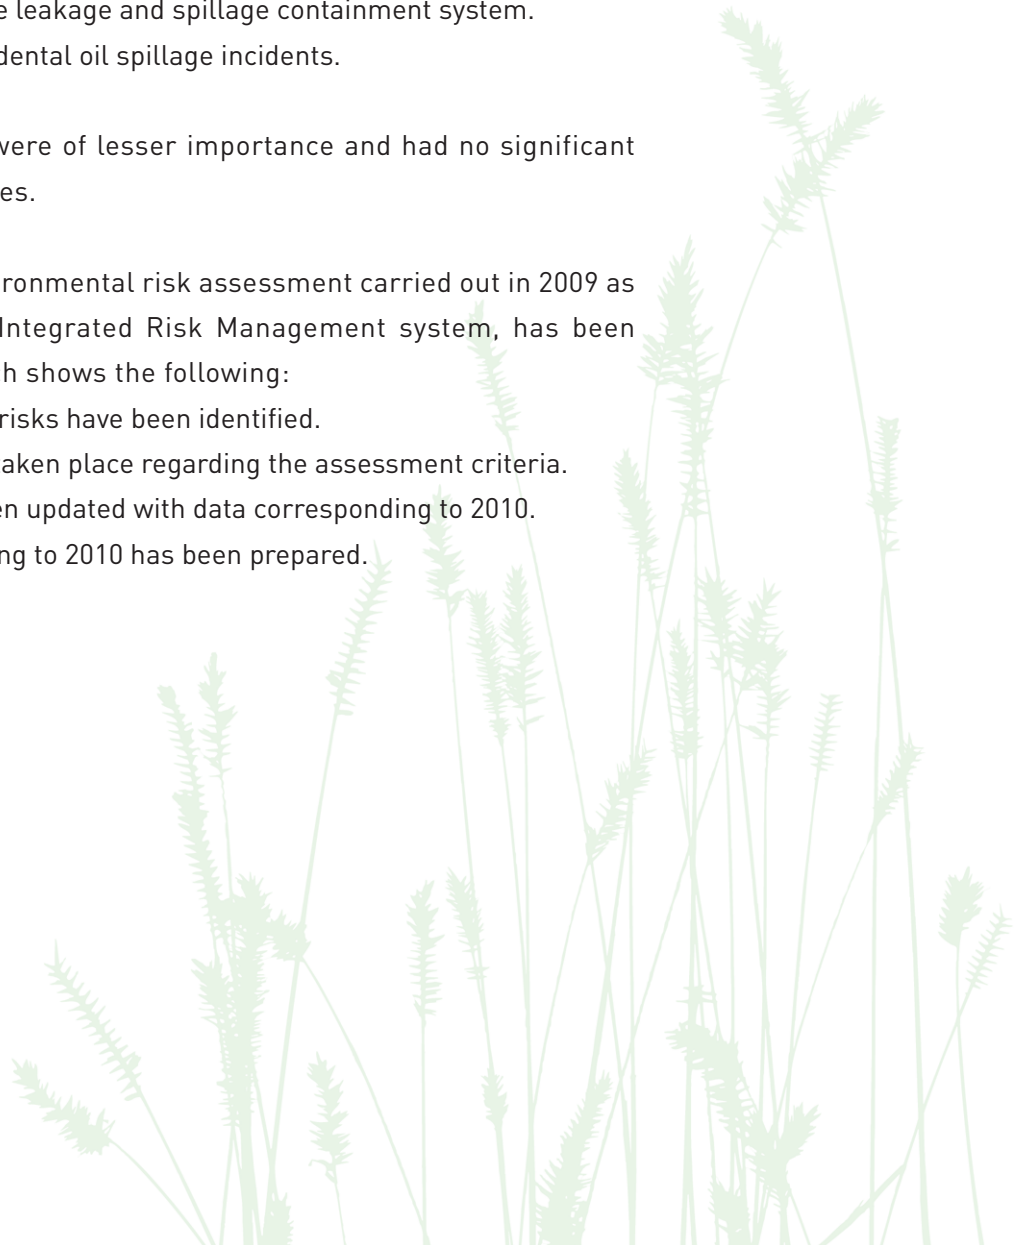 leakage and spillage containment system.
dental oil spillage incidents.
were of lesser importance and had no significant
es.
ronmental risk assessment carried out in 2009 as
Integrated Risk Management system, has been
h shows the following:
risks have been identified.
taken place regarding the assessment criteria.
en updated with data corresponding to 2010.
ng to 2010 has been prepared.